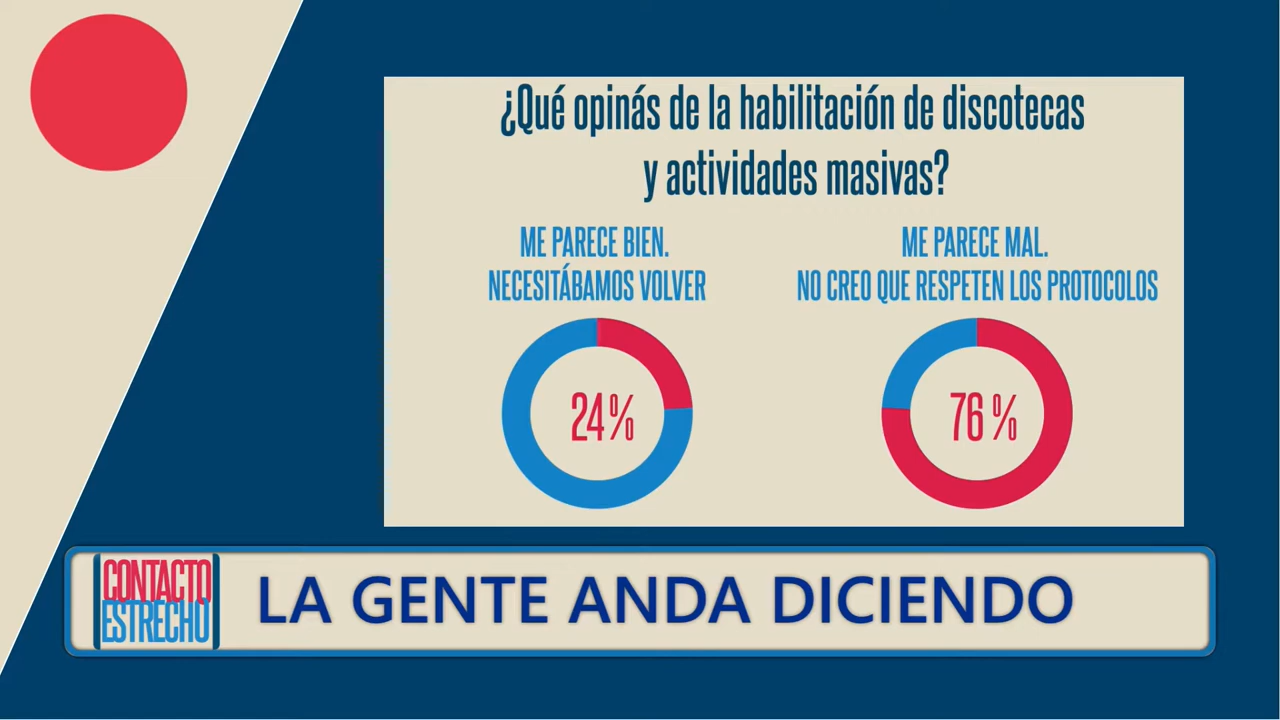 ¿Qué opinás de la habilitación de discotecas
y actividades masivas?
ME PARECE BIEN.
NECESITÁBAMOS VOLVER
ME PARECE MAL.
NO CREO QUE RESPETEN LOS PROTOCOLOS
24%
76%
CONTACTO
ESTRECHO
LA GENTE ANDA DICIENDO